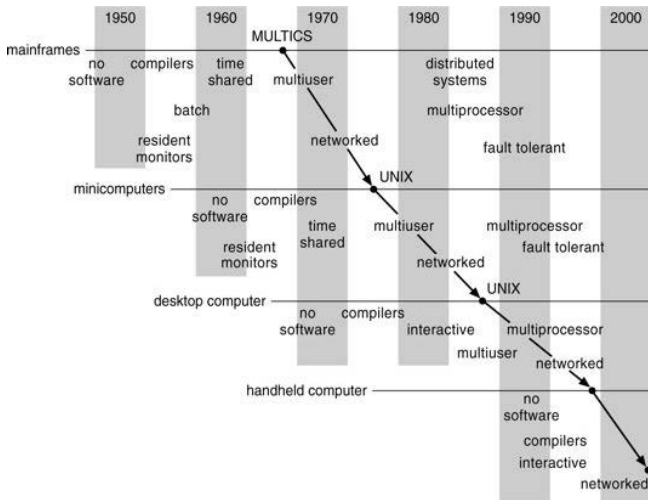 1950 1960 1970 1980 1990 2000
MULTICS
mainframes
no compilers time distributed
software shared multiuser systems
batch multiprocessor
resident networked fault tolerant
monitors
UNIX
minicomputers
no compilers
software time multiuser multiprocessor
resident shared fault tolerant
monitors networked
UNIX
desktop computer
no compilers
software interactive multiprocessor
multiuser
networked
handheld computer
no
software
compilers
interactive
networked